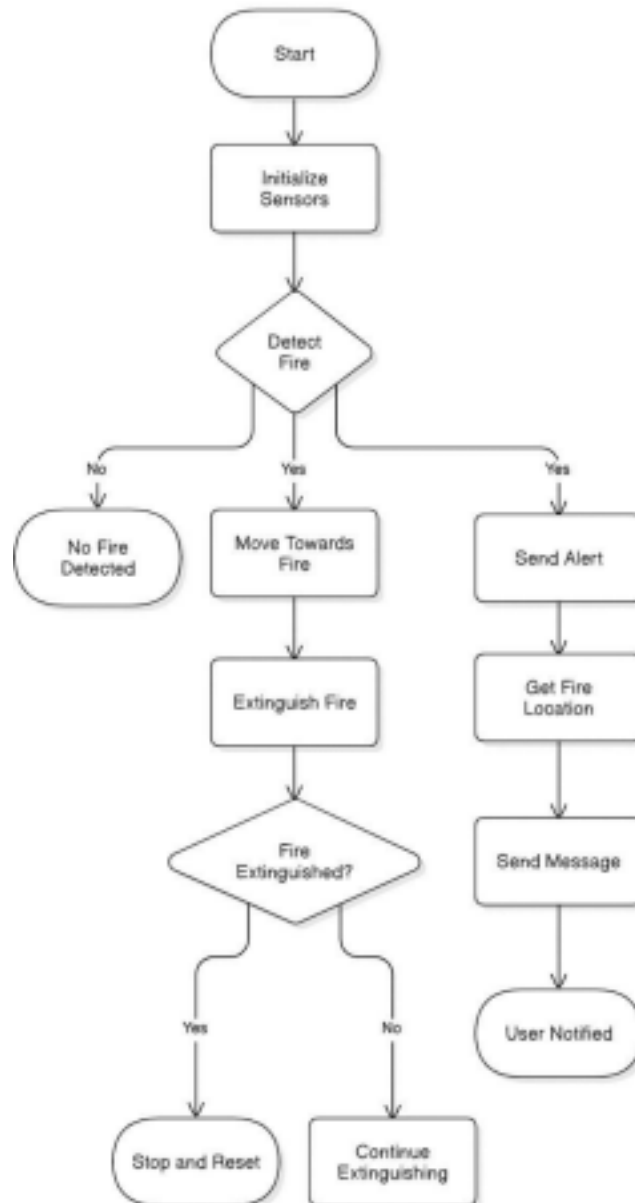 Start
Initialize
Sensors
Detect
Fire
No
Yes
Yes
No Fire
Detected
Move Towards
Fire
Send Alert
Extinguish Fire
Get Fire
Location
Fire
Extinguished?
Send Message
Yes
No
User Notified
Stop and Reset
Continue
Extinguishing